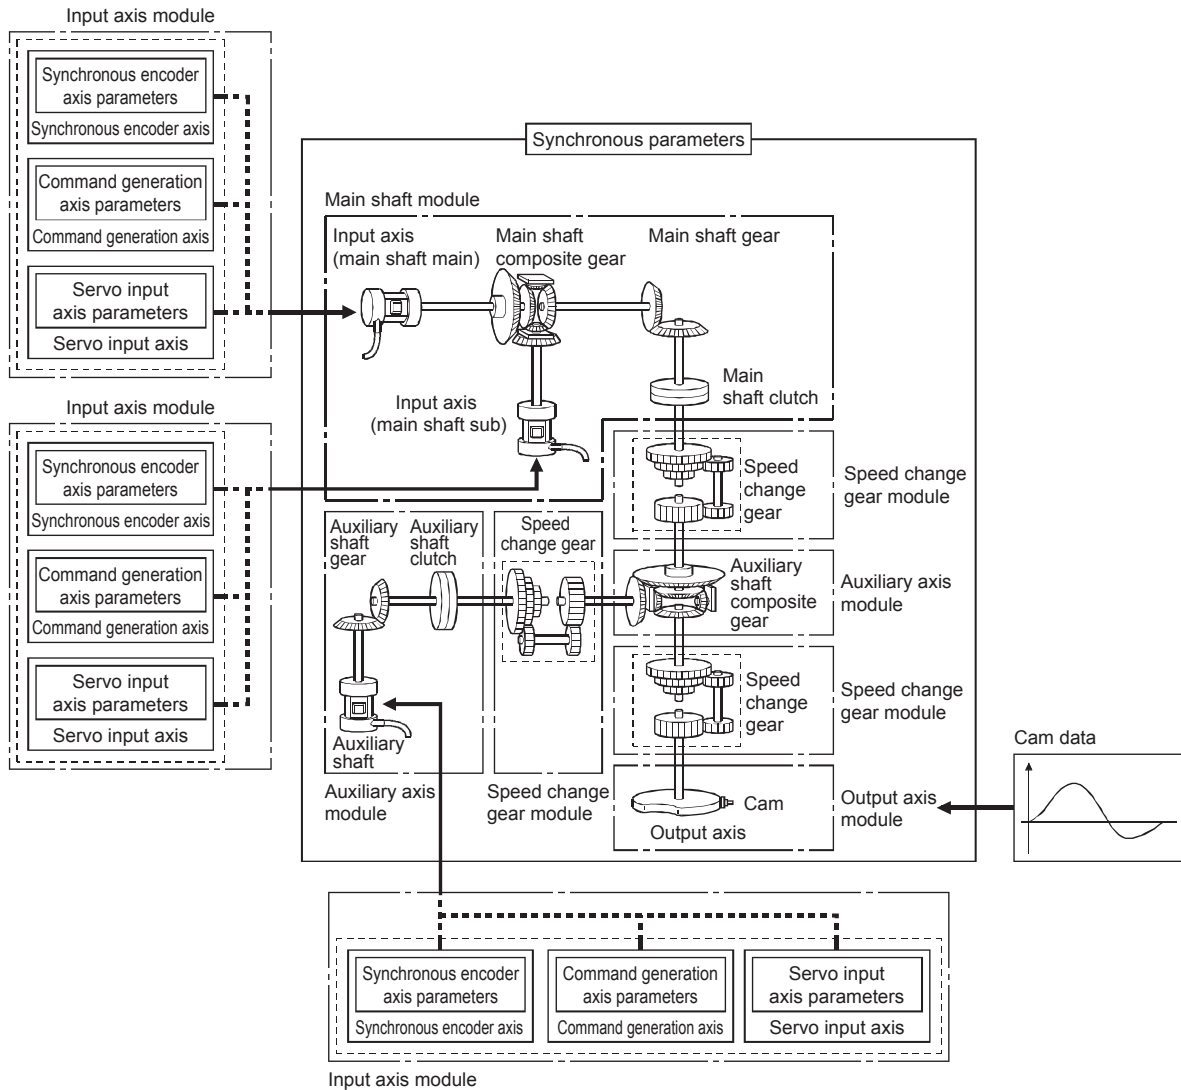 Input axis module
Synchronous encoder
axis parameters
Synchronous encoder axis
Command generation
axis parameters
Command generation axis
Servo input
axis parameters
Servo input axis
Input axis module
Synchronous encoder
axis parameters
Synchronous encoder axis
Command generation
axis parameters
Command generation axis
Servo input
axis parameters
Servo input axis
Synchronous parameters
Main shaft module
Input axis
(main shaft main)
Main shaft
composite gear
Main shaft gear
Input axis
(main shaft sub)
Main
shaft clutch
Speed
change
gear
Speed change
gear module
Auxiliary
shaft
gear
Auxiliary
shaft
clutch
Speed
change gear
Auxiliary
shaft
composite
gear
Auxiliary axis
module
Speed
change
gear
Speed change
gear module
Auxiliary
shaft
Auxiliary axis
module
Speed change
gear module
Cam
Output axis
Output axis
module
Cam data
Synchronous encoder
axis parameters
Synchronous encoder axis
Command generation
axis parameters
Command generation axis
Servo input
axis parameters
Servo input axis
Input axis module